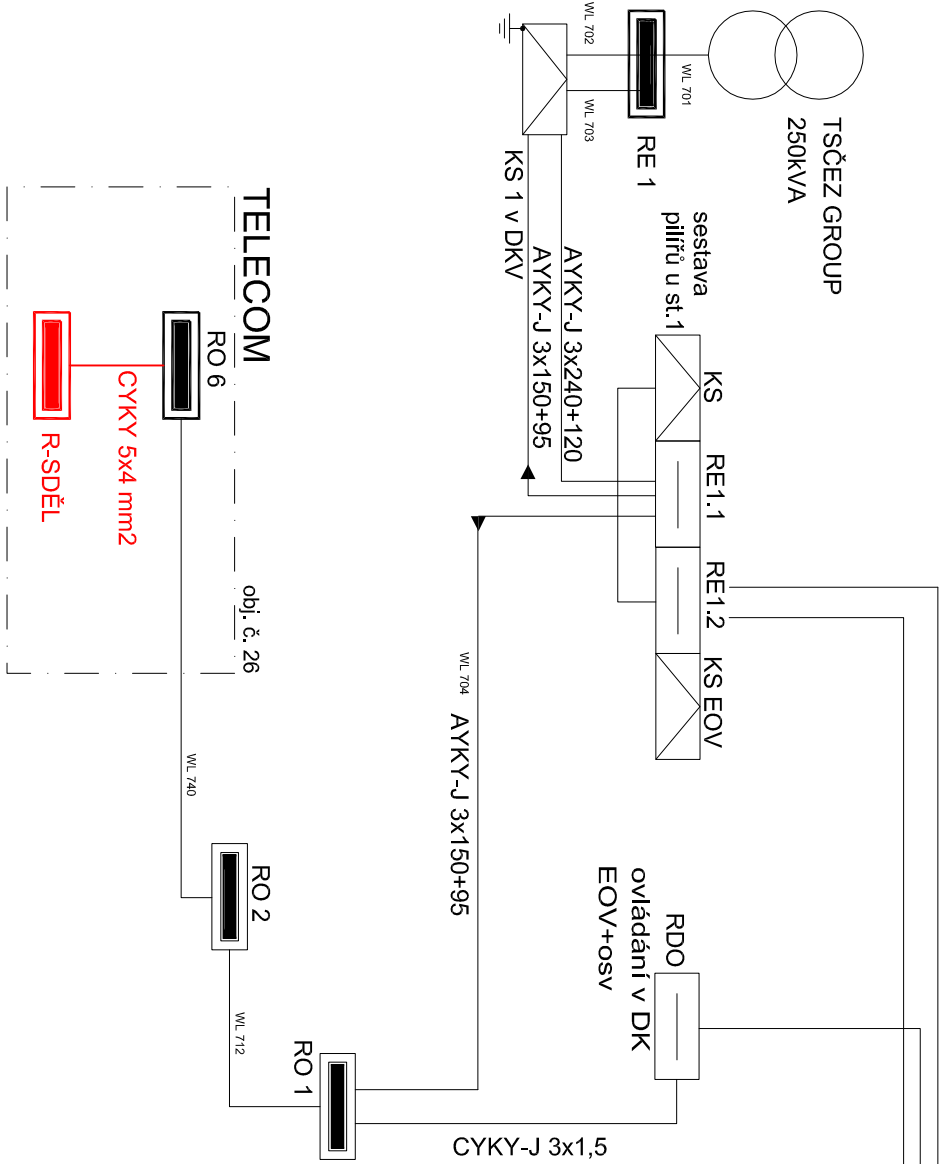 TSČEZ GROUP
250kVA
WL 701
WL 702
WL 703
RE 1
KS 1 v DKV
AYKY-J 3x240+120
AYKY-J 3x150+95
sestava
pilířů u st.1
KS
RE1.1
RE1.2
KS EOV
TELECOM
RO 6
CYKY 5x4 mm2
R-SDĚL
obj. č. 26
WL 740
WL 704
AYKY-J 3x150+95
RO 2
WL 712
RO 1
RDO
ovládání v DK
EOV+osv
CYKY-J 3x1,5